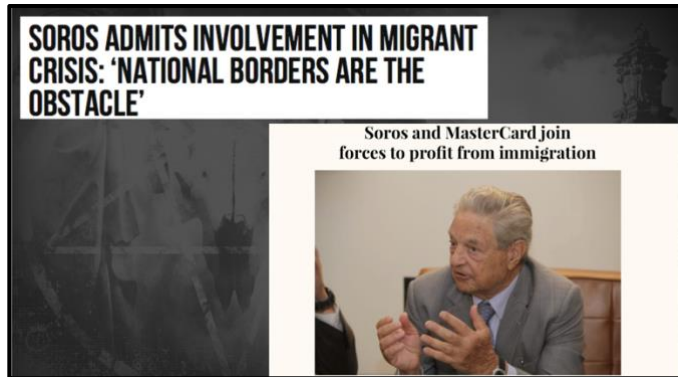 SOROS ADMITS INVOLVEMENT IN MIGRANT
CRISIS: ‘NATIONAL BORDERS ARE THE
OBSTACLE’
Soros and MasterCard join
forces to profit from immigration